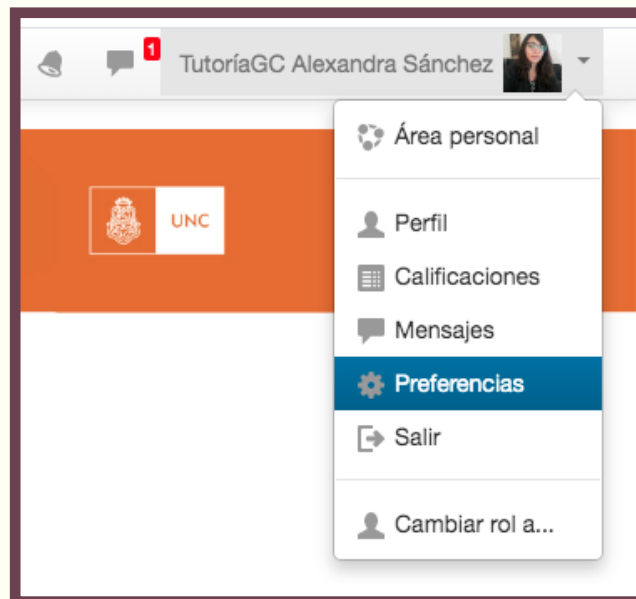 1
TutoríaGC Alexandra Sánchez
Área personal
UNC
Perfil
Calificaciones
Mensajes
Preferencias
Salir
Cambiar rol a...